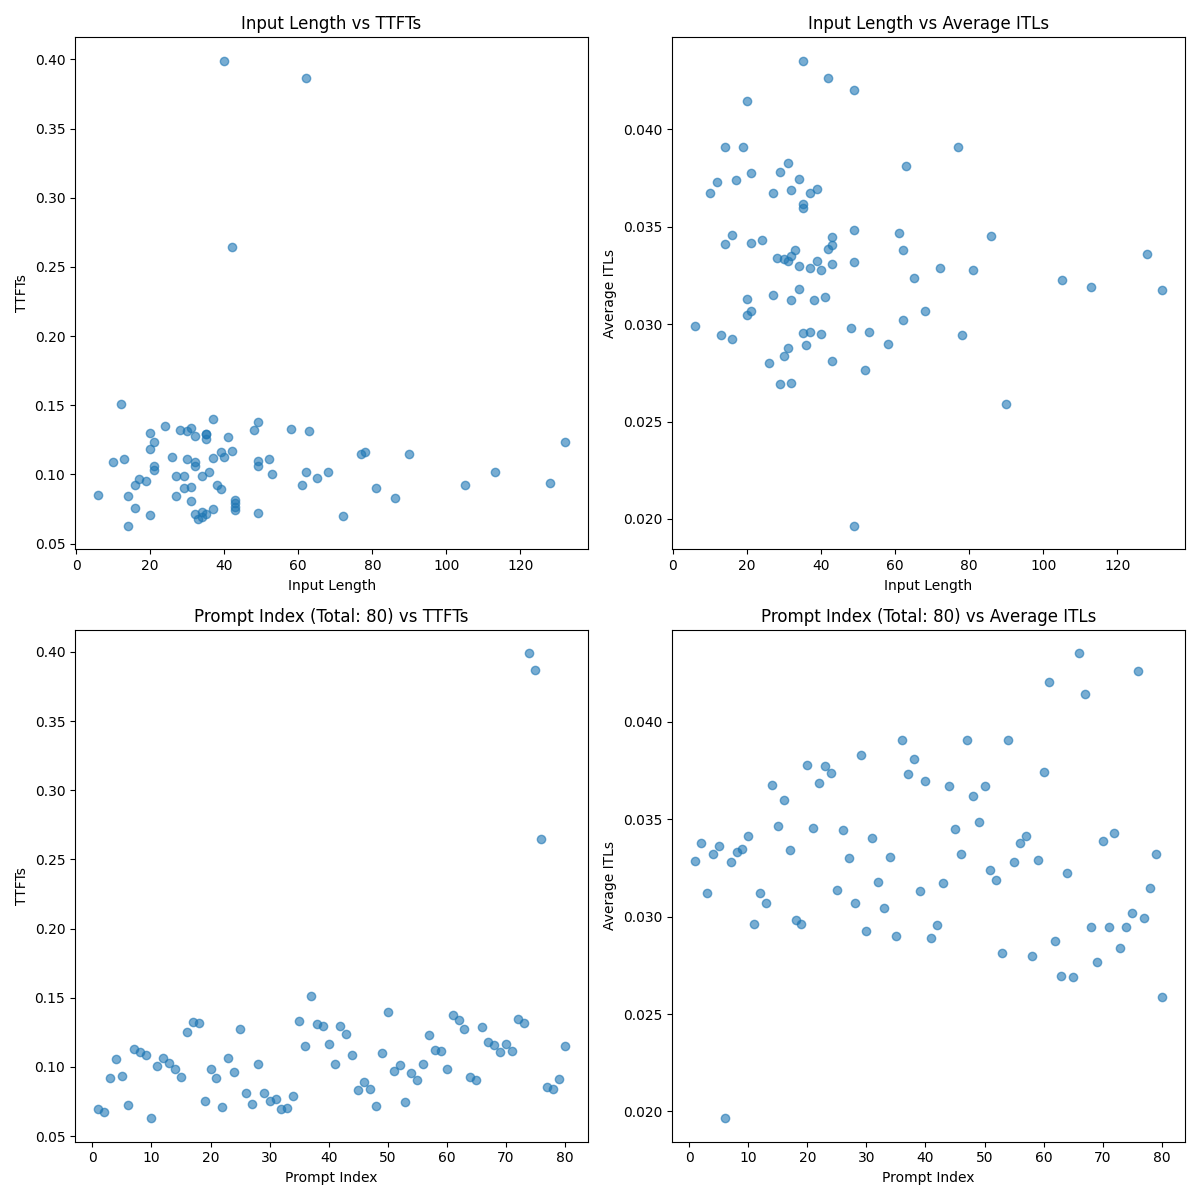 Input Length vs TTFTs
0.40
0.35
0.30
0.25
0.20
0.15
0.10
0.05
TTFTs
0 20 40 60 80 100 120
Input Length
Input Length vs Average ITLs
0.040
0.035
0.030
0.025
0.020
Average ITLs
0 20 40 60 80 100 120
Input Length
Prompt Index (Total: 80) vs TTFTs
0.40
0.35
0.30
0.25
0.20
0.15
0.10
0.05
TTFTs
0 10 20 30 40 50 60 70 80
Prompt Index
Prompt Index (Total: 80) vs Average ITLs
0.040
0.035
0.030
0.025
0.020
Average ITLs
0 10 20 30 40 50 60 70 80
Prompt Index